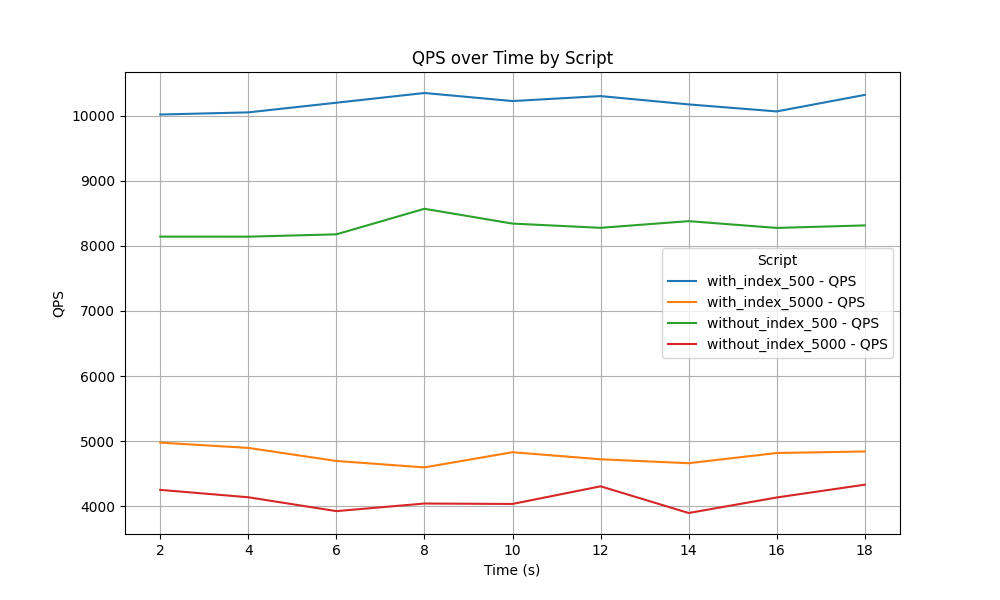 QPS over Time by Script
10000
9000
8000
7000
6000
5000
4000
QPS
Script
with_index_500 - QPS
with_index_5000 - QPS
without_index_500 - QPS
without_index_5000 - QPS
2 4 6 8 10 12 14 16 18
Time (s)